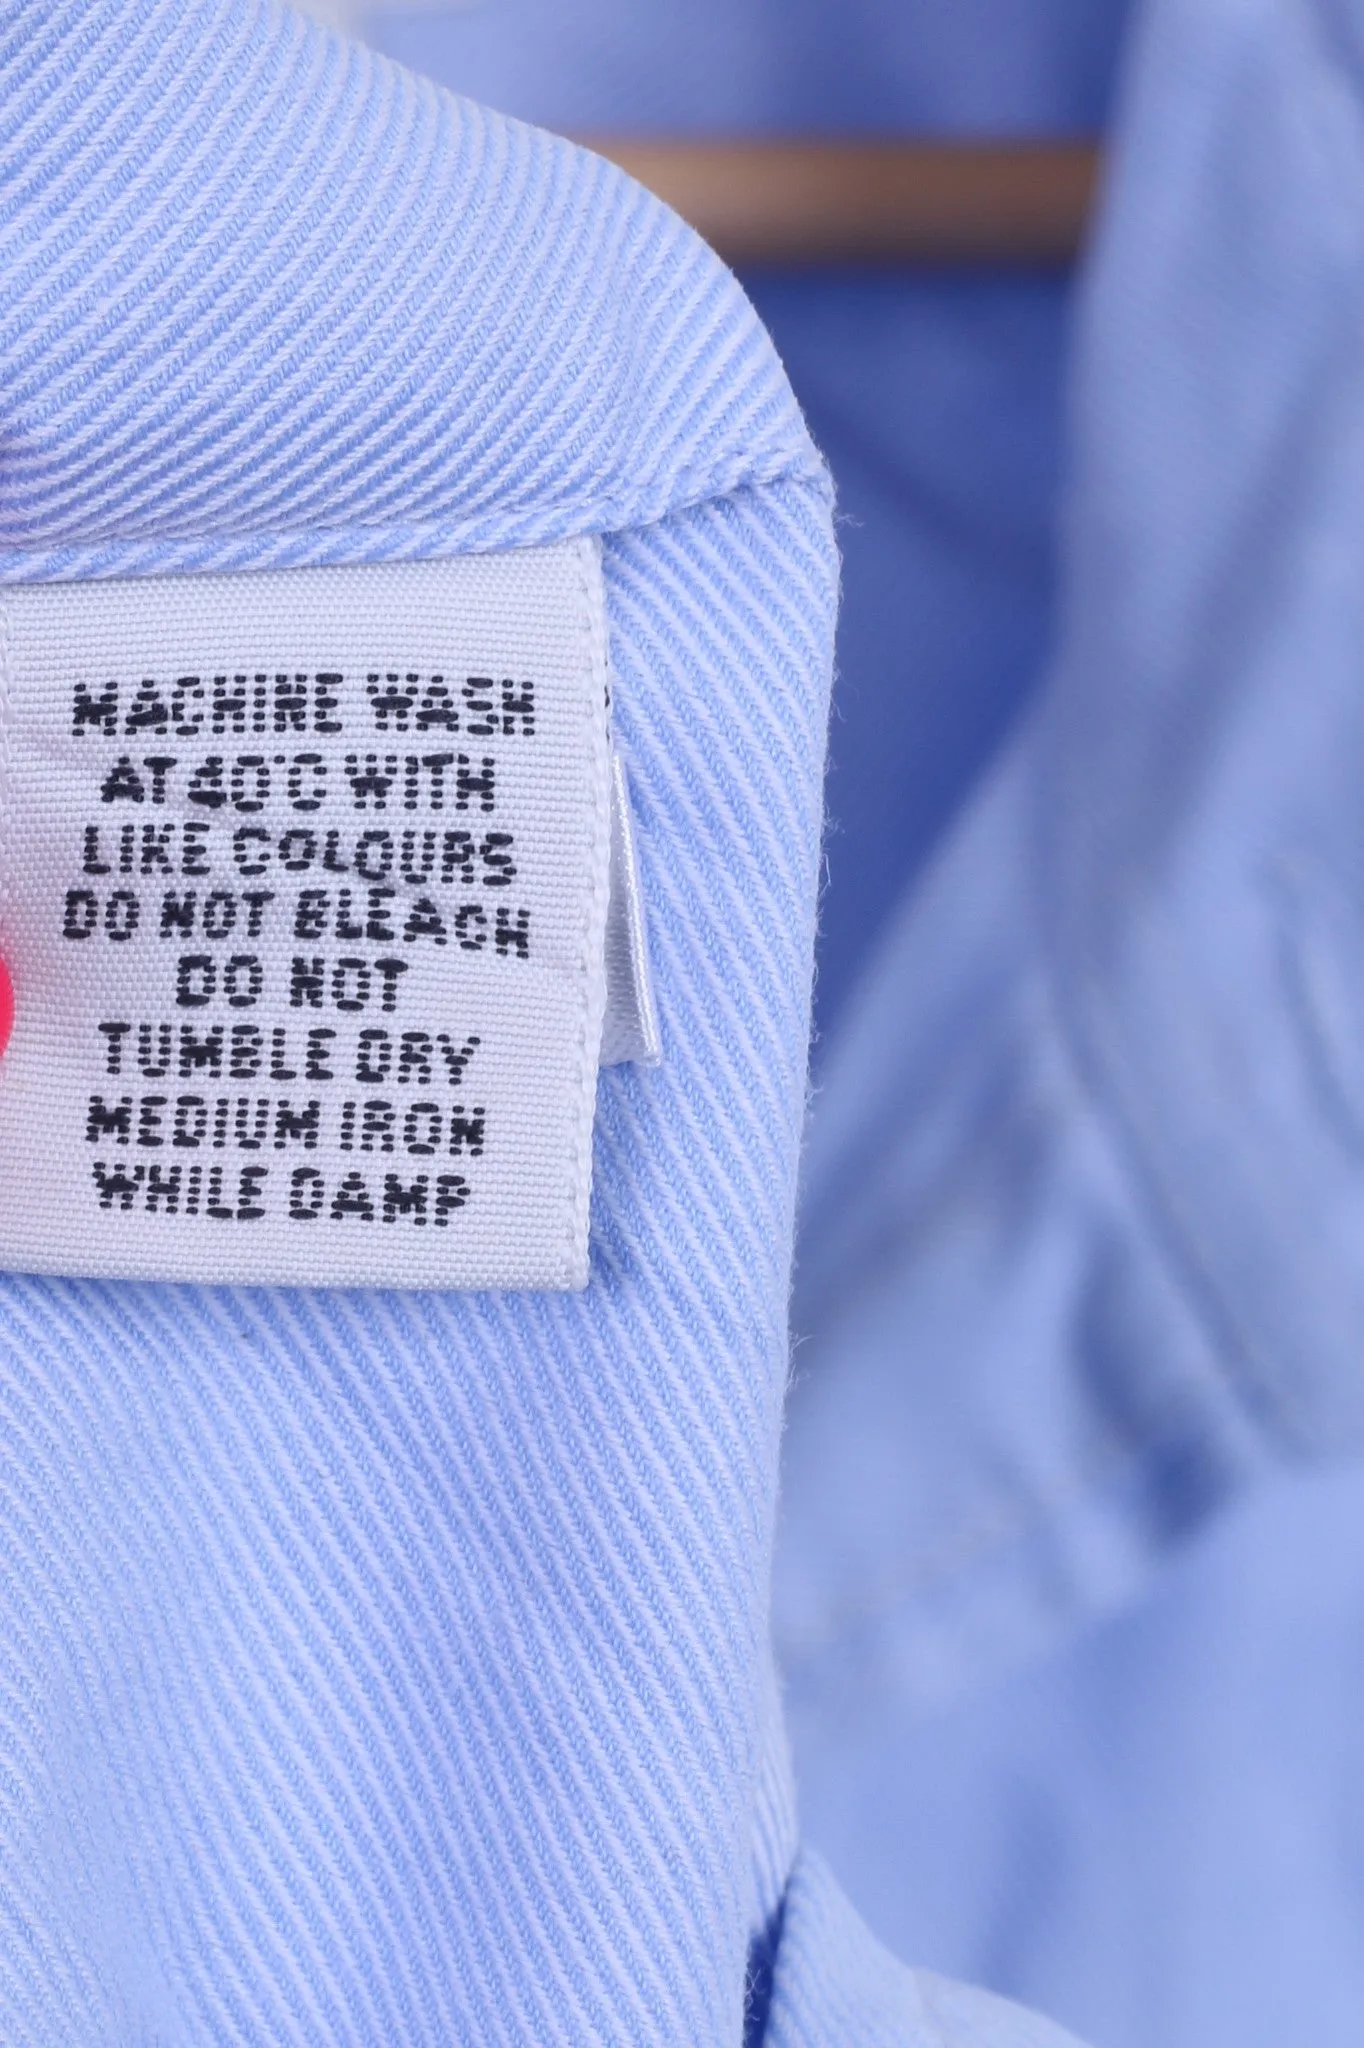 MACHINE WASH
AT 40°C WITH
LIKE COLOURS
DO NOT BLEACH
DO NOT
TUMBLE DRY
MEDIUM IRON
WHILE DAMP